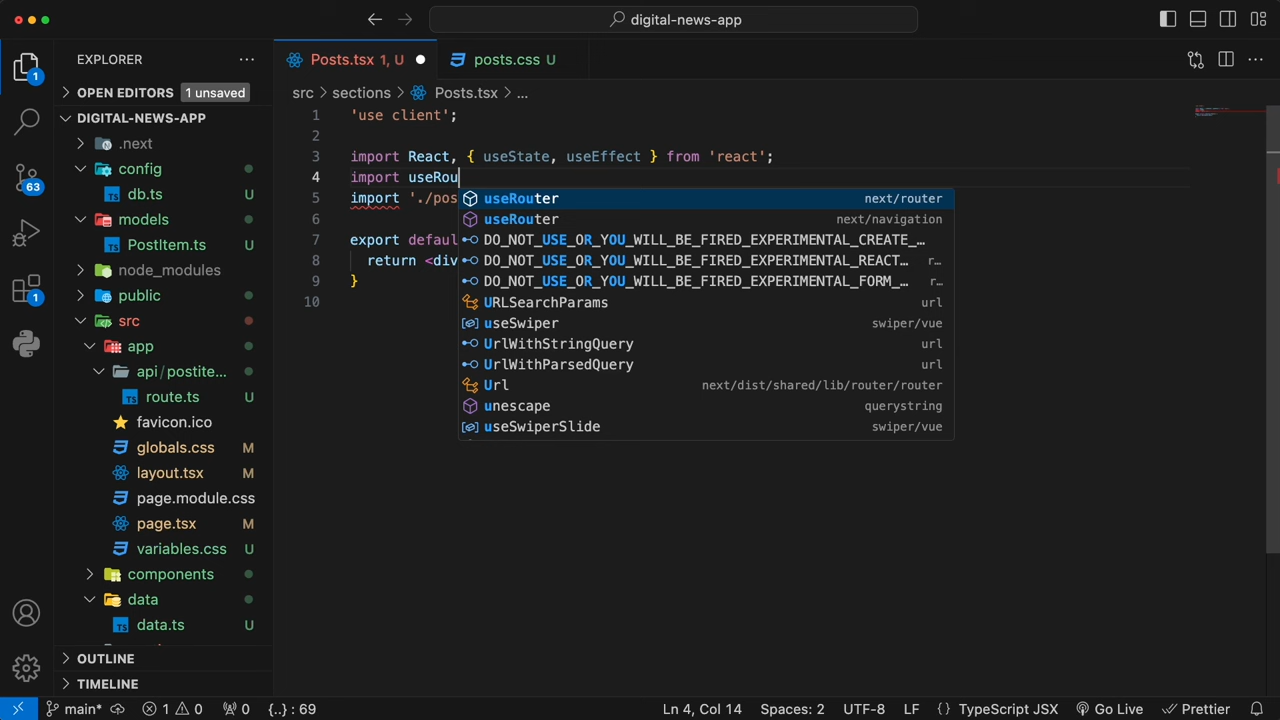 digital-news-app
EXPLORER
Posts.tsx 1, U
posts.css U
OPEN EDITORS 1 unsaved
src > sections > Posts.tsx > ...
DIGITAL-NEWS-APP
.next
config
db.ts U
models
PostItem.ts U
node_modules
public
src
app
api/postite...
route.ts U
favicon.ico
globals.css M
layout.tsx M
page.module.css
page.tsx M
variables.css U
components
data
data.ts U
OUTLINE
TIMELINE
1
63
1
1 'use client';
2
3 import React, { useState, useEffect } from 'react';
4 import useRou
5 import './pos
6
7 export defaul
8 return <div
9 }
10
useRouter next/router
useRouter next/navigation
DO_NOT_USE_OR_YOU_WILL_BE_FIRED_EXPERIMENTAL_CREATE_...
DO_NOT_USE_OR_YOU_WILL_BE_FIRED_EXPERIMENTAL_REACT... r...
DO_NOT_USE_OR_YOU_WILL_BE_FIRED_EXPERIMENTAL_FORM_... r...
URLSearchParams url
useSwiper swiper/vue
UrlWithStringQuery url
UrlWithParsedQuery url
Url next/dist/shared/lib/router/router
unescape querystring
useSwiperSlide swiper/vue
main* 1 0 0 {..} : 69 Ln 4, Col 14 Spaces: 2 UTF-8 LF {} TypeScript JSX Go Live Prettier